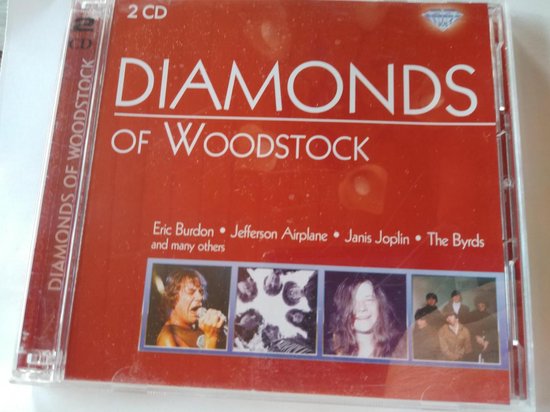 2 CD
DIAMONDS
OF WOODSTOCK
Eric Burdon • Jefferson Airplane • Janis Joplin • The Byrds
and many others
2
CD
DIAMONDS OF WOODSTOCK